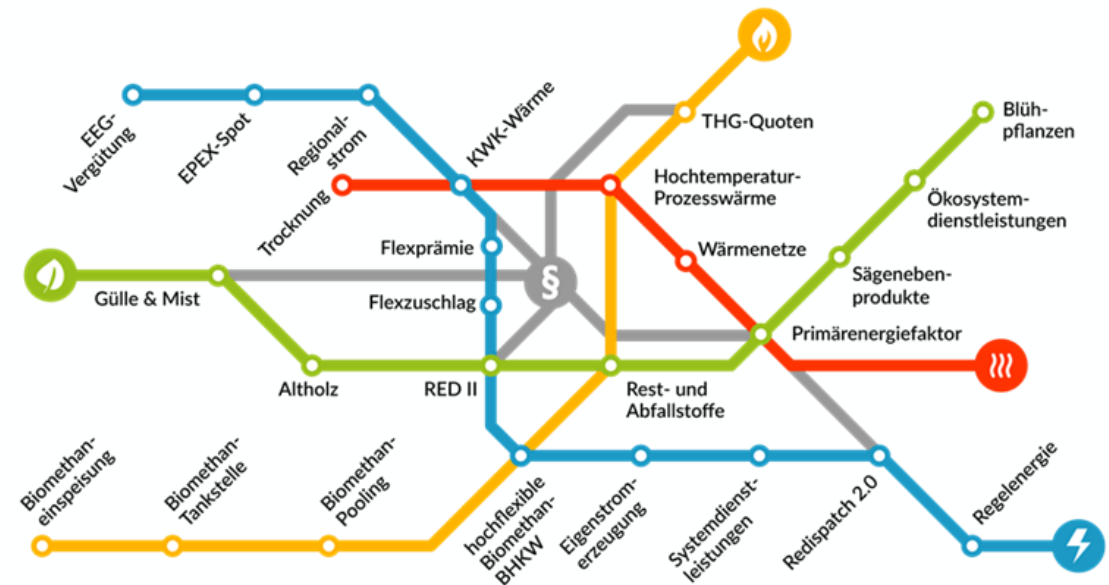 THG-Quoten
Blüh-
pflanzen
EEG-
Vergütung
EPEX-Spot
Regional-
strom
KWK-Wärme
Trocknung
Hochtemperatur-
Prozesswärme
Ökosystem-
dienstleistungen
Flexprämie
Wärmenetze
§
Sägeneben-
produkte
Gülle & Mist
Flexzuschlag
Primärenergiefaktor
Altholz
RED II
Rest- und
Abfallstoffe
Biomethan-
einspeisung
Biomethan-
Tankstelle
Biomethan-
Pooling
hochflexible
Biomethan-
BHKW
Eigenstrom-
erzeugung
Systemdienst-
leistungen
Redispatch 2.0
Regelenergie